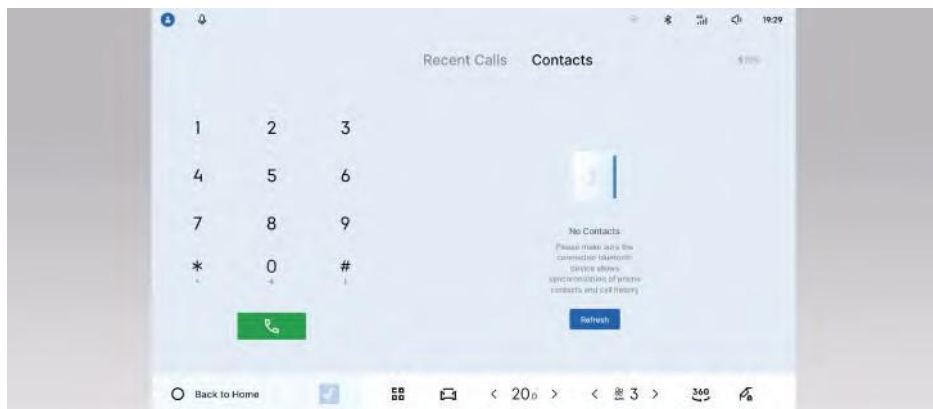 19:29
Recent Calls Contacts
1 2 3
4 5 6
7 8 9
* 0 #
No Contacts
Please make sure the
connected bluetooth
device allows
synchronization of phone
contacts and call history
Refresh
Back to Home
< 20.0 >
< 3 >
360